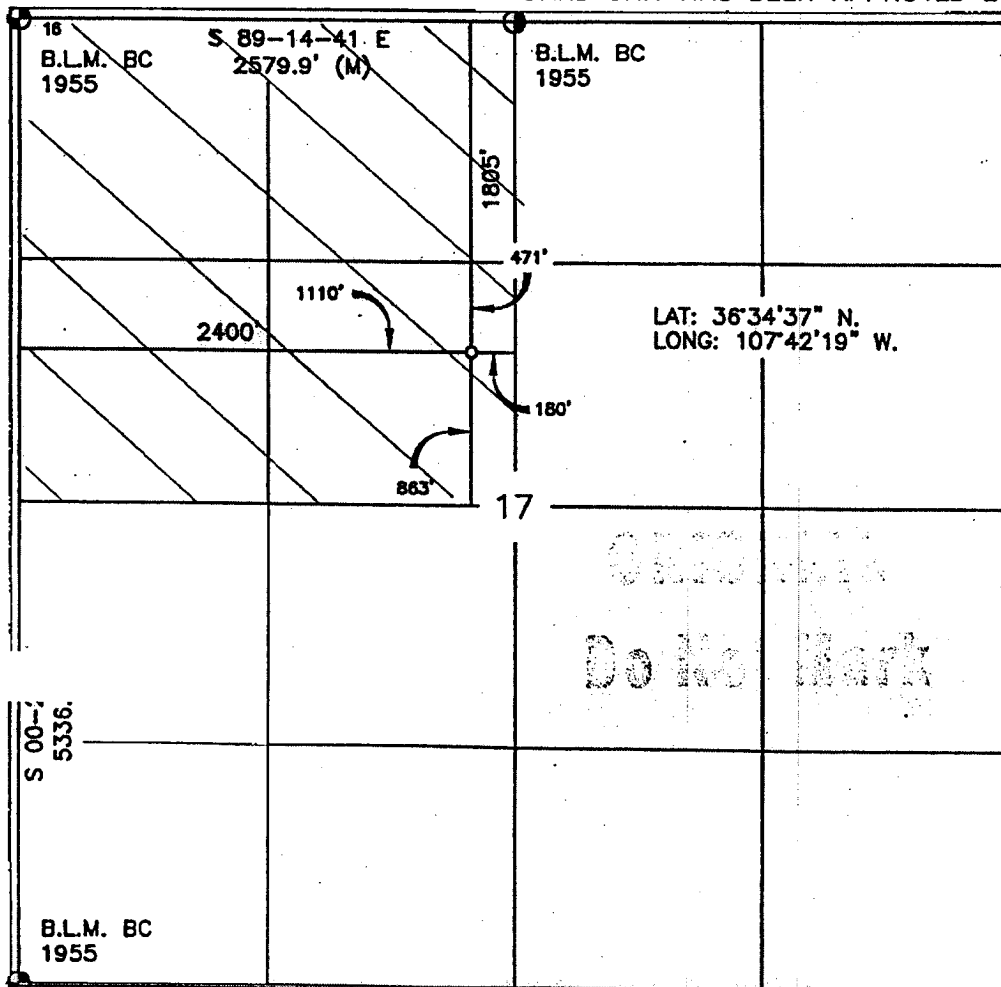 16
S 89-14-41 E
2579.9' (M)
B.L.M. BC
1955
B.L.M. BC
1955
1805'
471'
1110'
2400'
LAT: 36°34'37" N.
LONG: 107°42'19" W.
180'
863'
17
Do Mark
S 00-
5336.
B.L.M. BC
1955